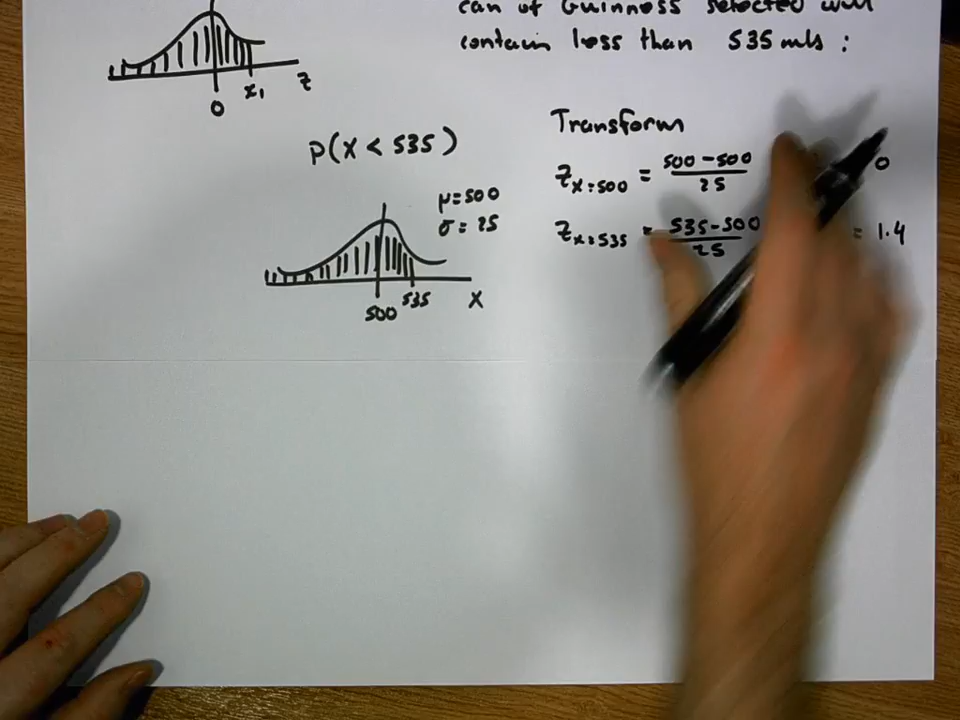 can of Guinness selected will
contain less than 535 mls :
0 x1 z
P(X < 535)
μ=500
σ=25
500 535 X
Transform
Zx=500 = 500-500 / 25 0
Zx=535 = 535-500 / 25 = 1.4